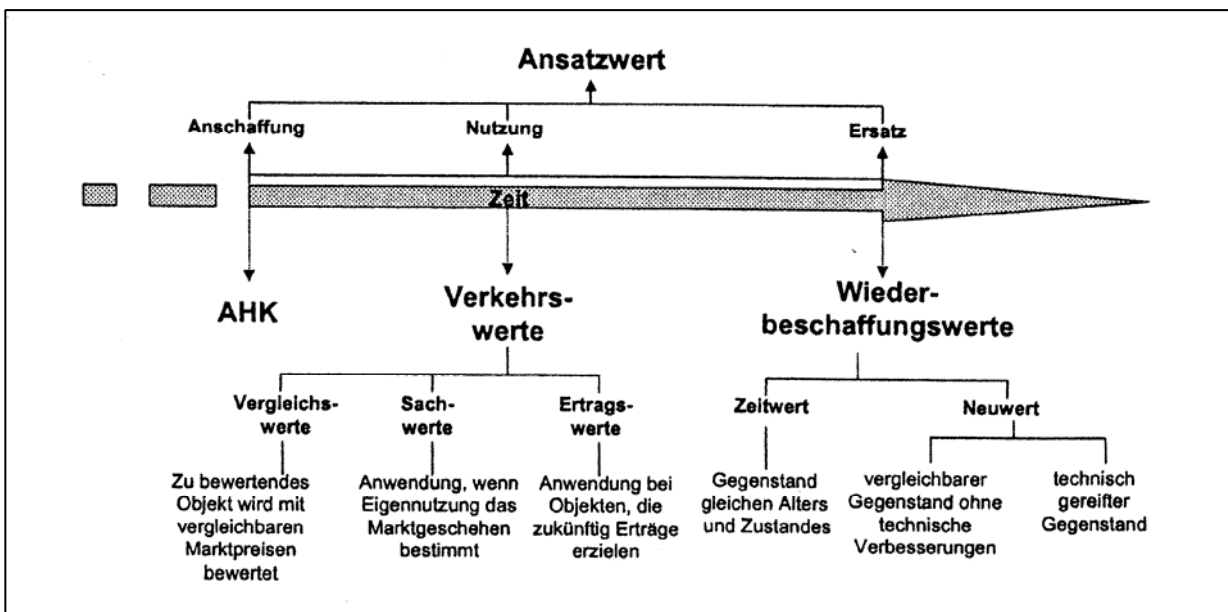 Ansatzwert
Anschaffung
Nutzung
Ersatz
Zeit
AHK
Verkehrs-
werte
Wieder-
beschaffungswerte
Vergleichs-
werte
Sach-
werte
Ertrags-
werte
Zeitwert
Neuwert
Zu bewertendes
Objekt wird mit
vergleichbaren
Marktpreisen
bewertet
Anwendung, wenn
Eigennutzung das
Marktgeschehen
bestimmt
Anwendung bei
Objekten, die
zukünftig Erträge
erzielen
Gegenstand
gleichen Alters
und Zustandes
vergleichbarer
Gegenstand ohne
technische
Verbesserungen
technisch
gereifter
Gegenstand